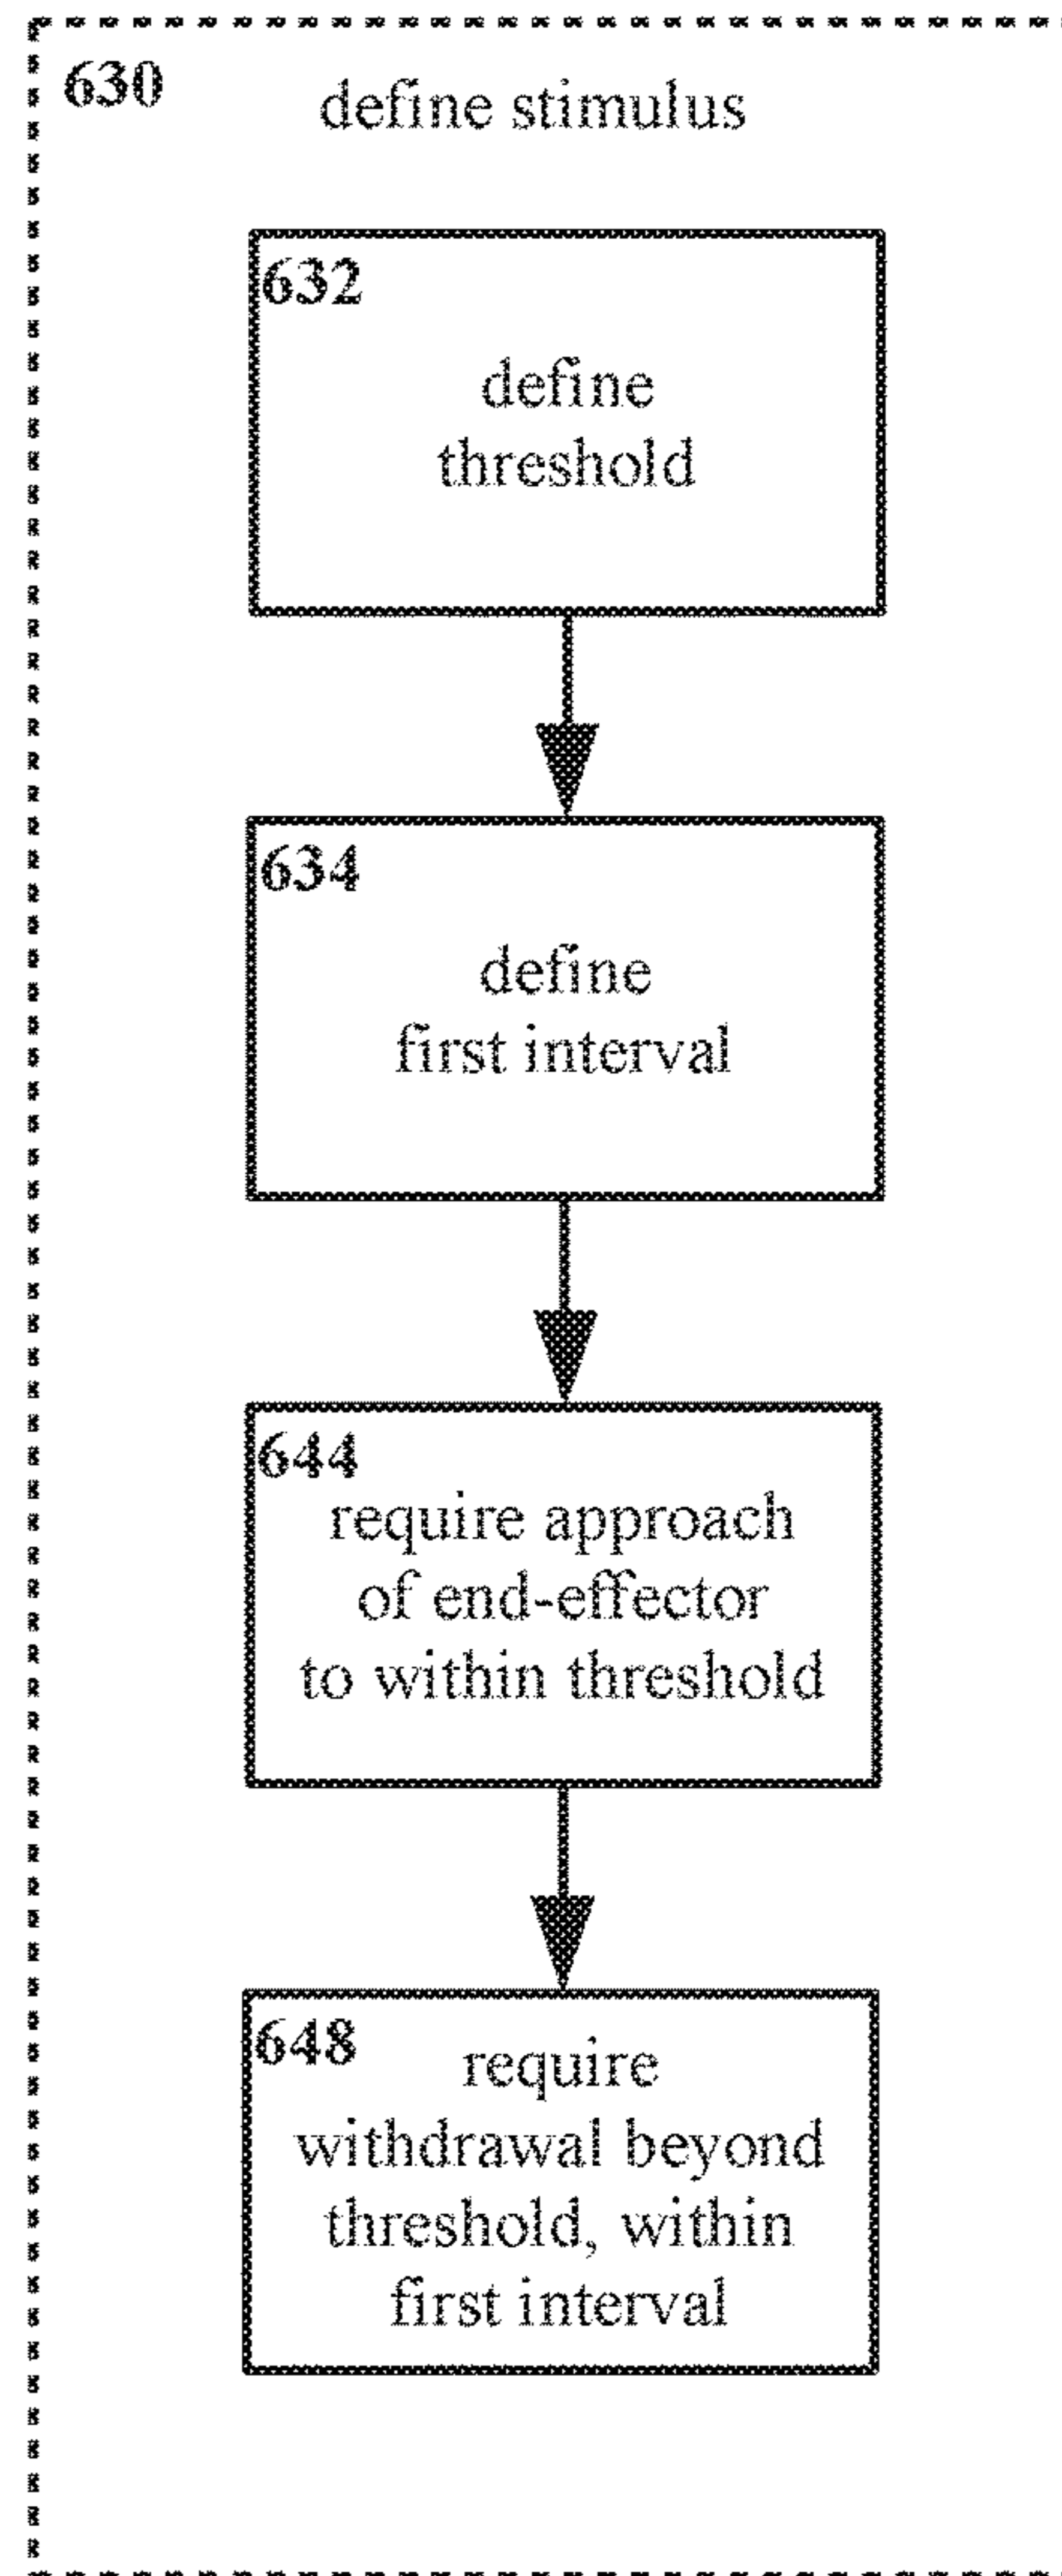 630
define stimulus
632
define
threshold
634
define
first interval
644
require approach
of end-effector
to within threshold
648
require
withdrawal beyond
threshold, within
first interval